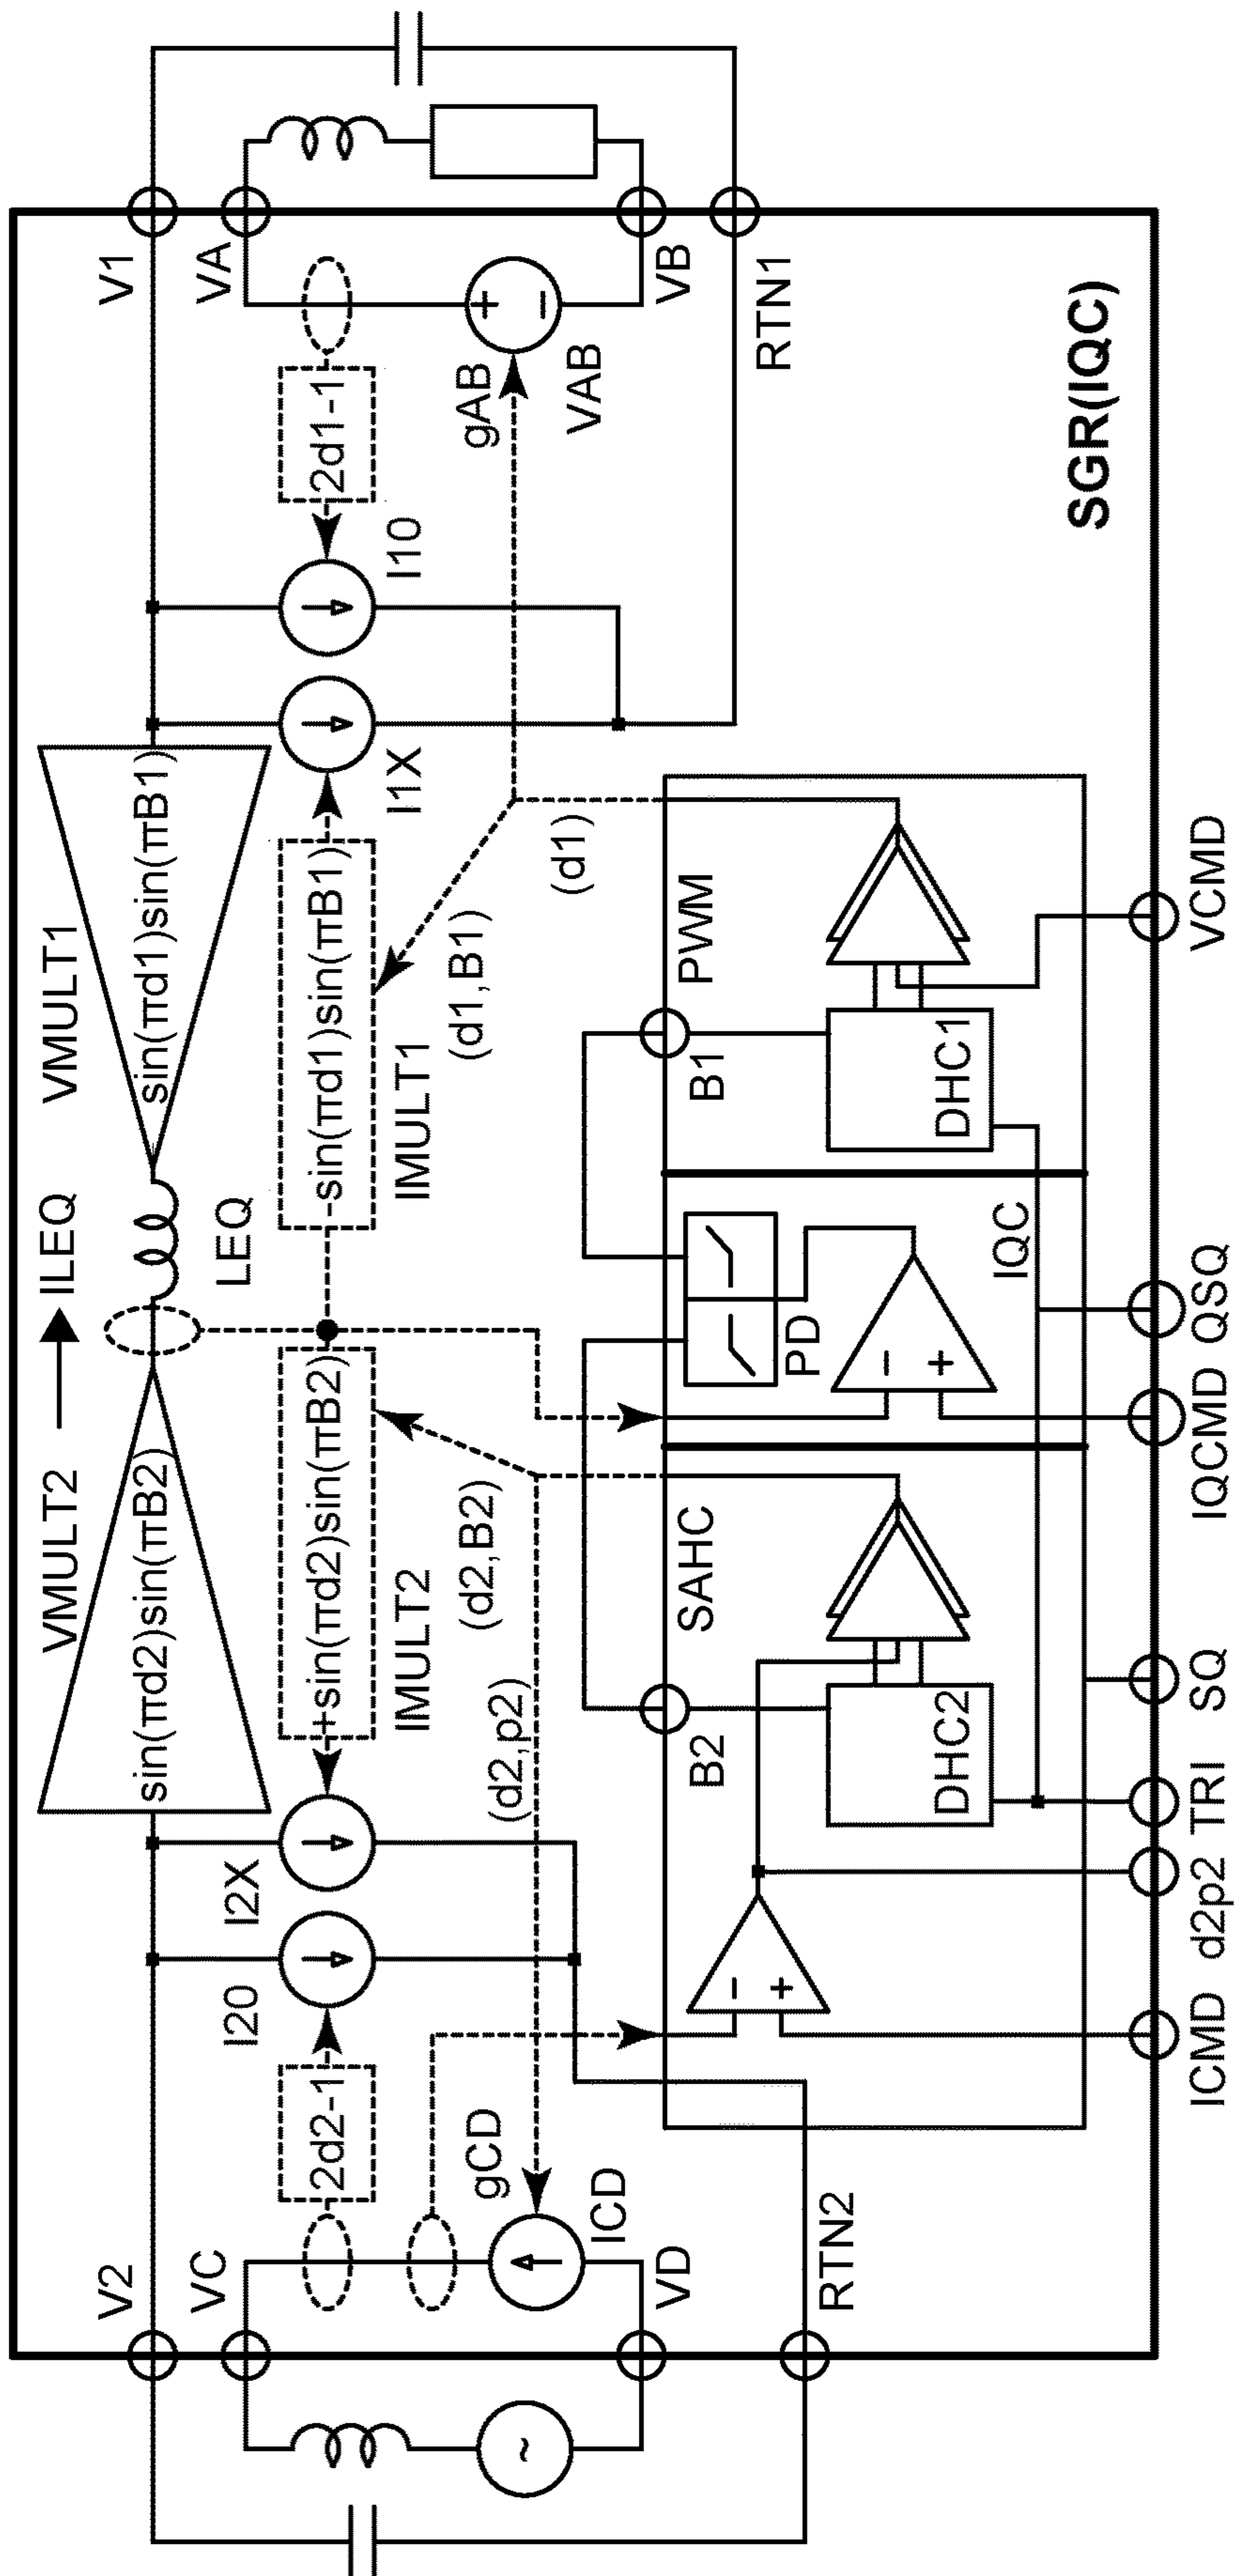 VMULT2
ILEQ
VMULT1
V2
V1
sin(πd2)sin(πB2)
sin(πd1)sin(πB1)
LEQ
VC
I20
I2X
VA
2d2-1
+sin(πd2)sin(πB2)
-sin(πd1)sin(πB1)
2d1-1
IMULT2
IMULT1
I1X
I10
gCD
(d2,p2)
(d2,B2)
(d1,B1)
(d1)
gAB
+
−
ICD
VAB
VD
VB
RTN2
RTN1
B2
SAHC
PD
B1
PWM
~
−
+
−
+
DHC2
IQC
DHC1
SGR(IQC)
ICMD
d2p2
TRI
SQ
IQCMD
QSQ
VCMD